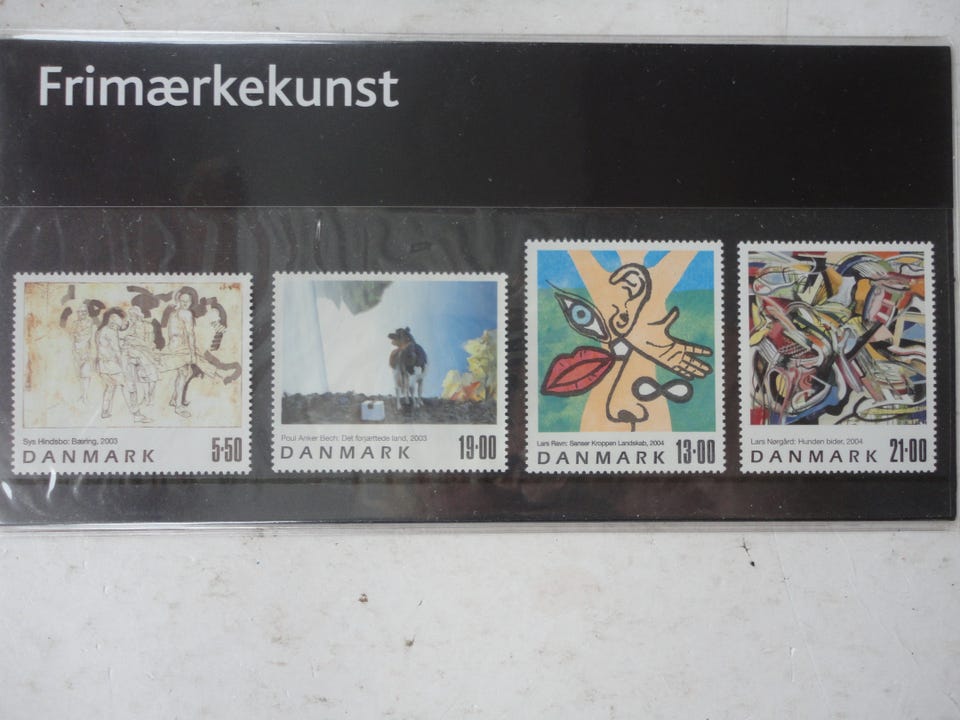 Frimærkekunst
Sys Hindsbo: Bæring, 2003
DANMARK 5·50
Poul Anker Bech: Det forjættede land, 2003
DANMARK 19·00
Lars Ravn: Sanser Kroppen Landskab, 2004
DANMARK 13·00
Lars Nørgård: Hunden bider, 2004
DANMARK 21·00